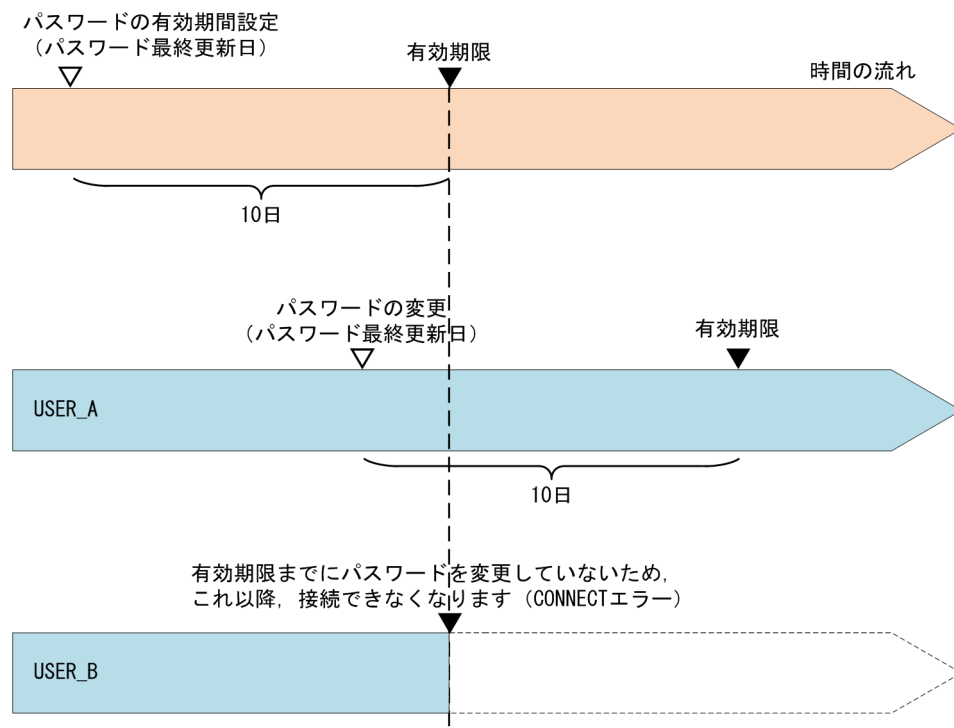 パスワードの有効期間設定
（パスワード最終更新日）
有効期限
時間の流れ
10日
パスワードの変更
（パスワード最終更新日）
有効期限
USER_A
10日
有効期限までにパスワードを変更していないため，
これ以降，接続できなくなります（CONNECTエラー）
USER_B